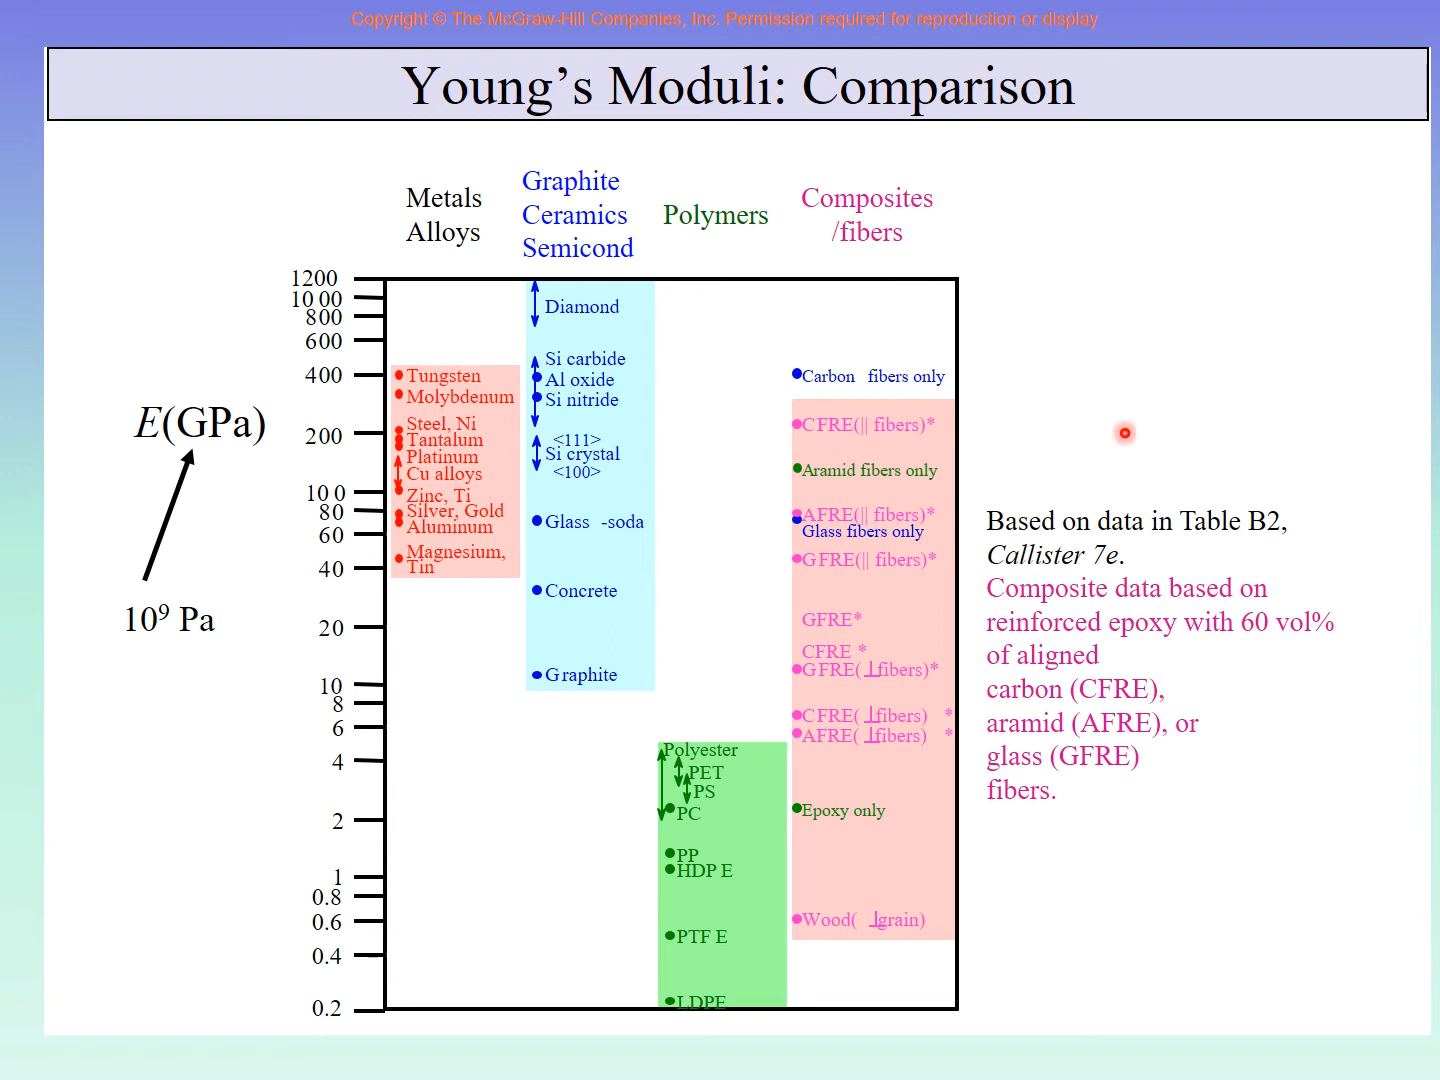 Copyright © The McGraw-Hill Companies, Inc. Permission required for reproduction or display
Young’s Moduli: Comparison
Metals
Alloys
Graphite
Ceramics
Semicond
Polymers
Composites
/fibers
E(GPa)
10⁹ Pa
1200
10 00
800
600
400
200
10 0
80
60
40
20
10
8
6
4
2
1
0.8
0.6
0.4
0.2
Tungsten
Molybdenum
Steel, Ni
Tantalum
Platinum
Cu alloys
Zinc, Ti
Silver, Gold
Aluminum
Magnesium,
Tin
Diamond
Si carbide
Al oxide
Si nitride
<111>
Si crystal
<100>
Glass -soda
Concrete
Graphite
Polyester
PET
PS
PC
PP
HDP E
PTF E
LDPE
Carbon fibers only
CFRE(|| fibers)*
Aramid fibers only
AFRE(|| fibers)*
Glass fibers only
GFRE(|| fibers)*
GFRE*
CFRE *
GFRE(⊥fibers)*
CFRE(⊥fibers) *
AFRE(⊥fibers) *
Epoxy only
Wood( ⊥grain)
Based on data in Table B2,
Callister 7e.
Composite data based on
reinforced epoxy with 60 vol%
of aligned
carbon (CFRE),
aramid (AFRE), or
glass (GFRE)
fibers.